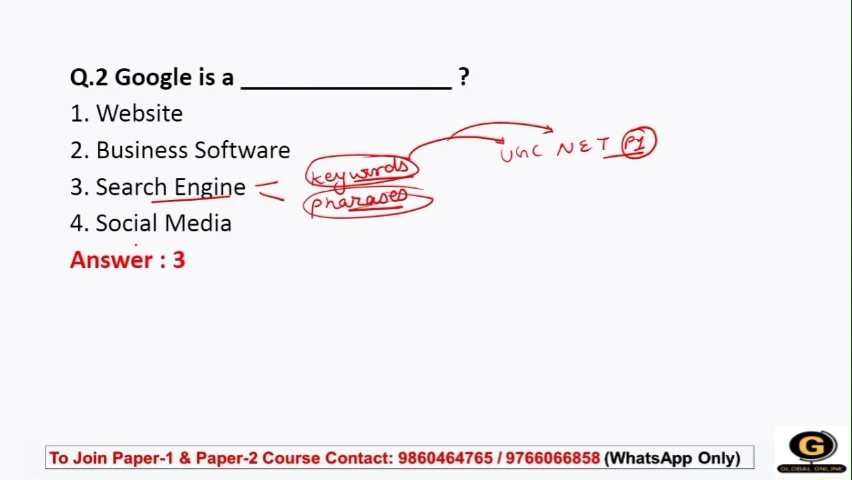 Q.2 Google is a _________________ ?
1. Website
2. Business Software
3. Search Engine
4. Social Media
Answer : 3
keywords
pharases
UGC NET P1
To Join Paper-1 & Paper-2 Course Contact: 9860464765 / 9766066858 (WhatsApp Only)
G
GLOBAL ONLINE